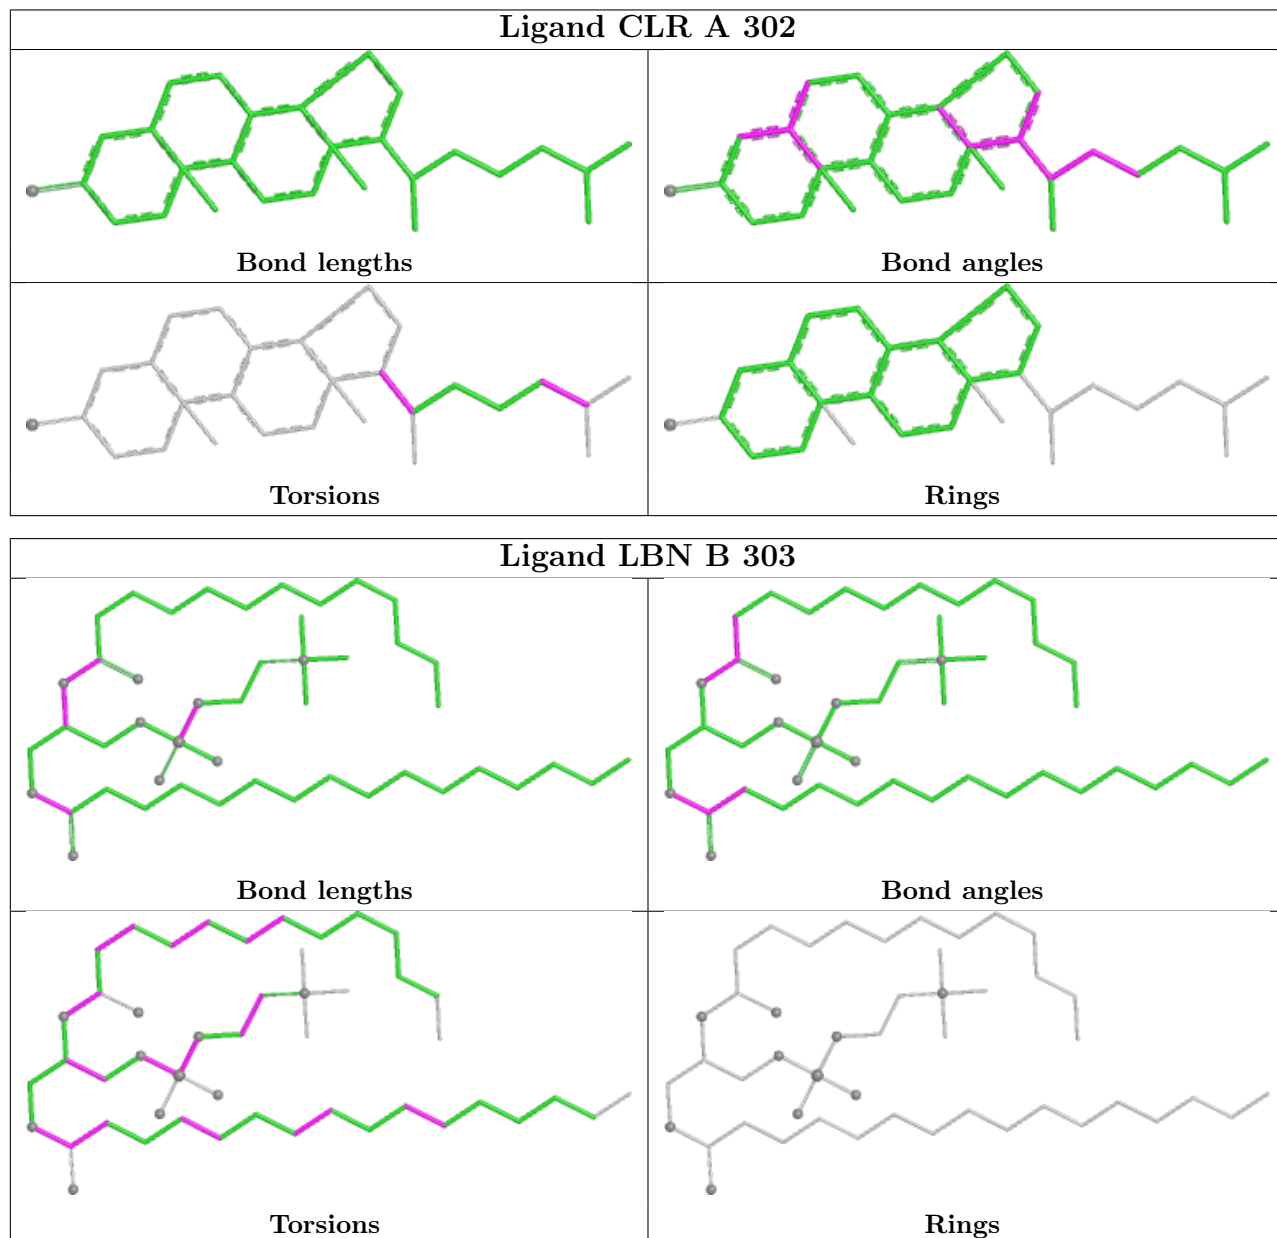 Ligand CLR A 302
Bond lengths
Bond angles
Torsions
Rings
Ligand LBN B 303
Bond lengths
Bond angles
Torsions
Rings